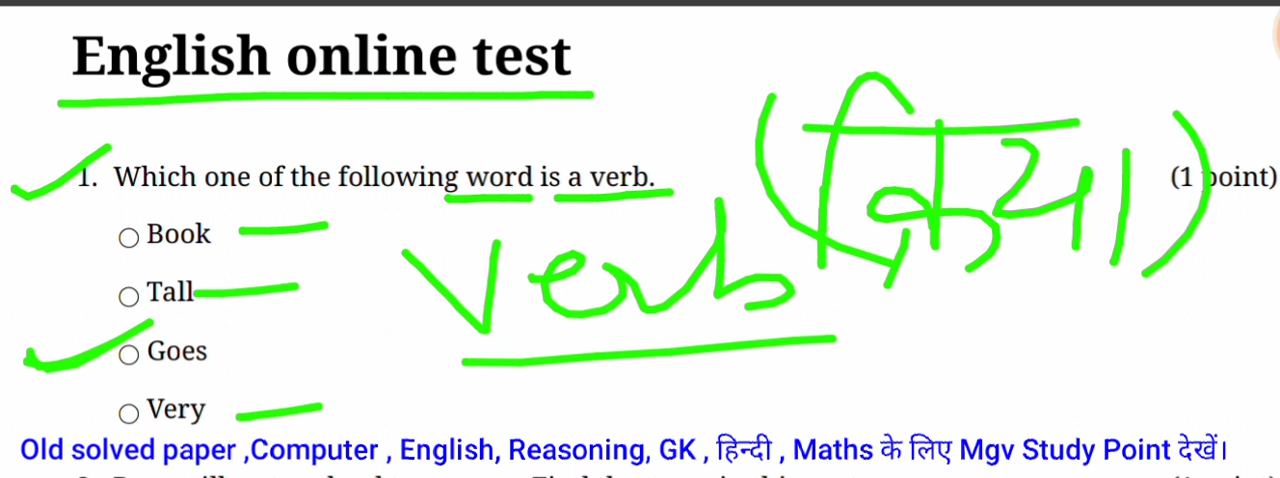 English online test
1. Which one of the following word is a verb. (1 point)
Book
Tall
Goes
Very
Verb (क्रिया)
Old solved paper ,Computer , English, Reasoning, GK , हिन्दी , Maths के लिए Mgv Study Point देखें।